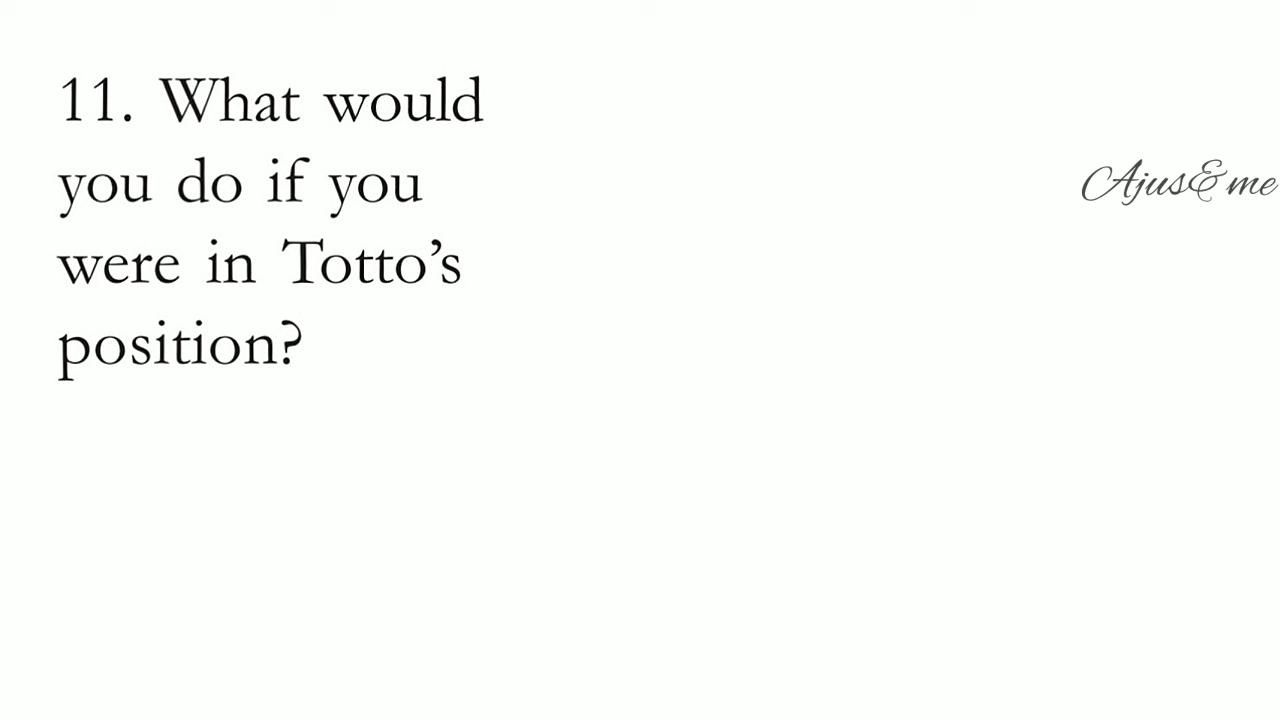 11. What would
you do if you
were in Totto’s
position?
Ajus& me